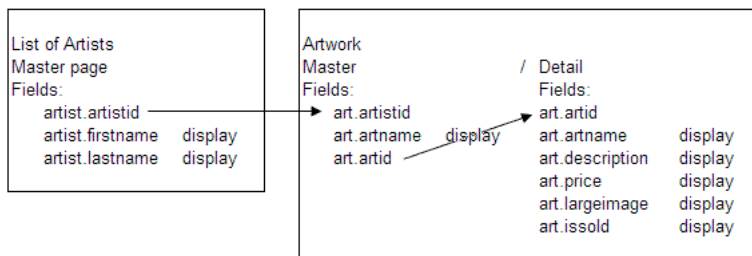 List of Artists
Master page
Fields:
artist.artistid
artist.firstname display
artist.lastname display
Artwork
Master / Detail
Fields:
art.artistid
art.artname display
art.artid
Fields:
art.artid
art.artname display
art.description display
art.price display
art.largeimage display
art.issold display